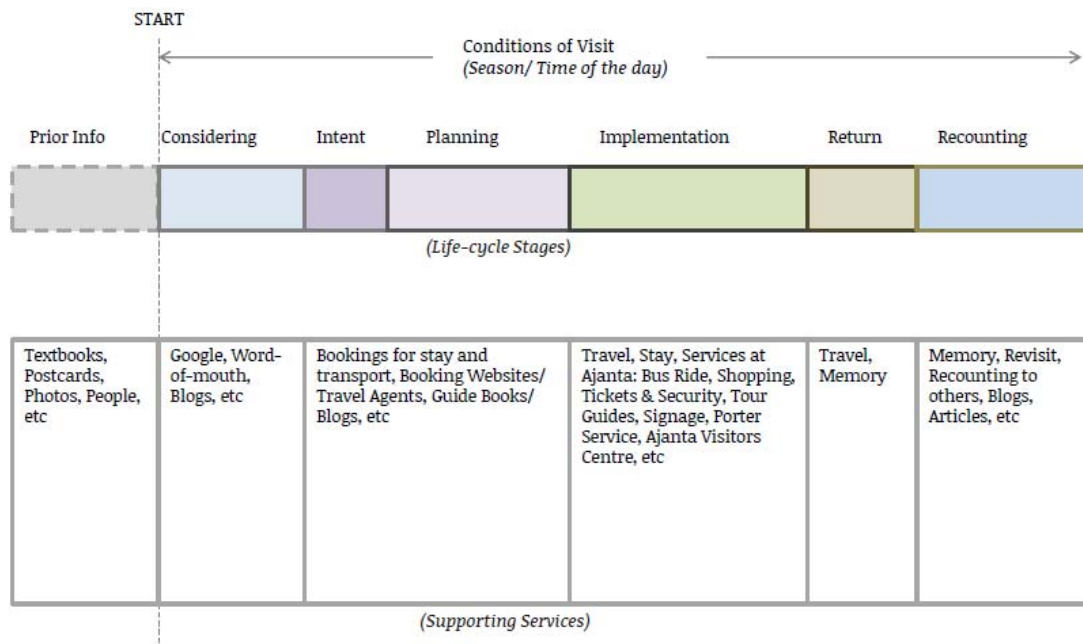 START
Conditions of Visit
(Season/ Time of the day)
Prior Info
Considering
Intent
Planning
Implementation
Return
Recounting
(Life-cycle Stages)
Textbooks,
Postcards,
Photos, People,
etc
Google, Word-
of-mouth,
Blogs, etc
Bookings for stay and
transport, Booking Websites/
Travel Agents, Guide Books/
Blogs, etc
Travel, Stay, Services at
Ajanta: Bus Ride, Shopping,
Tickets & Security, Tour
Guides, Signage, Porter
Service, Ajanta Visitors
Centre, etc
Travel,
Memory
Memory, Revisit,
Recounting to
others, Blogs,
Articles, etc
(Supporting Services)